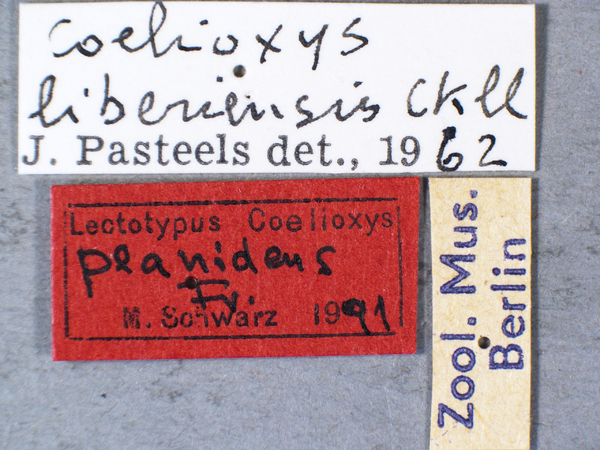 Coelioxys
liberiensis Ckll
J. Pasteels det., 1962
Lectotypus Coelioxys
planidens
Fr.
M. Schwarz 1991
Zool. Mus.
Berlin